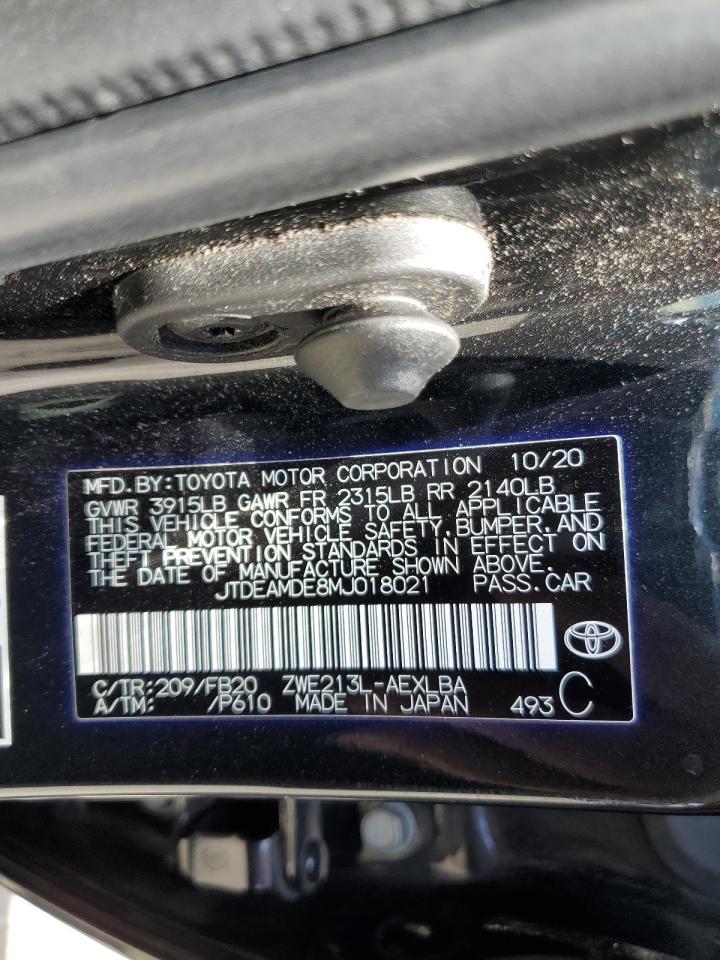 MFD.BY:TOYOTA MOTOR CORPORATION 10/20
GVWR 3915LB GAWR FR 2315LB RR 2140LB
THIS VEHICLE CONFORMS TO ALL APPLICABLE
FEDERAL MOTOR VEHICLE SAFETY,BUMPER,AND
THEFT PREVENTION STANDARDS IN EFFECT ON
THE DATE OF MANUFACTURE SHOWN ABOVE.
JTDEAMDE8MJ018021 PASS.CAR
C/TR:209/FB20 ZWE213L-AEXLBA
A/TM: /P610 MADE IN JAPAN 493 C